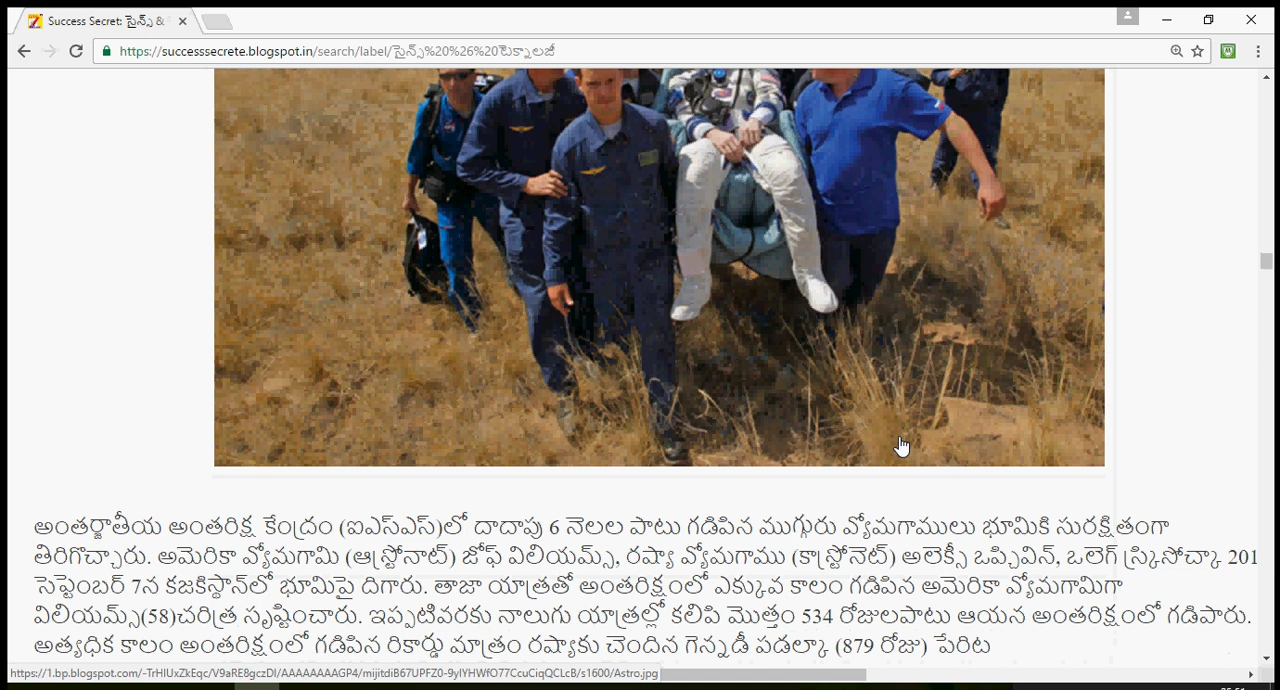 Success Secret: సైన్స్ &
https://successsecrete.blogspot.in/search/label/సైన్స్%20%26%20టెక్నాలజీ
అంతర్జాతీయ అంతరిక్ష కేంద్రం (ఐఎస్ఎస్)లో దాదాపు 6 నెలల పాటు గడిపిన ముగ్గురు వ్యోమగాములు భూమికి సురక్షితంగా
తిరిగొచ్చారు. అమెరికా వ్యోమగామి (ఆస్ట్రోనాట్) జోఫ్ విలియమ్స్, రష్యా వ్యోమగాము (కాస్ట్రోనెట్) అలెక్సీ ఒప్చివిన్, ఒలెగ్ స్క్రిసోచ్కా 201
సెప్టెంబర్ 7న కజకిస్థాన్‌లో భూమిపై దిగారు. తాజా యాత్రతో అంతరిక్షంలో ఎక్కువ కాలం గడిపిన అమెరికా వ్యోమగామిగా
విలియమ్స్(58)చరిత్ర సృష్టించారు. ఇప్పటివరకు నాలుగు యాత్రల్లో కలిపి మొత్తం 534 రోజులపాటు ఆయన అంతరిక్షంలో గడిపారు.
అత్యధిక కాలం అంతరిక్షంలో గడిపిన రికార్డు మాత్రం రష్యాకు చెందిన గెన్నడీ పడల్కా (879 రోజు) పేరిట
https://1.bp.blogspot.com/-TrHIUxZkEqc/V9aRE8gczDI/AAAAAAAAGP4/mijitdiB67UPFZ0-9yIYHWfO77CcuCiqQCLcB/s1600/Astro.jpg